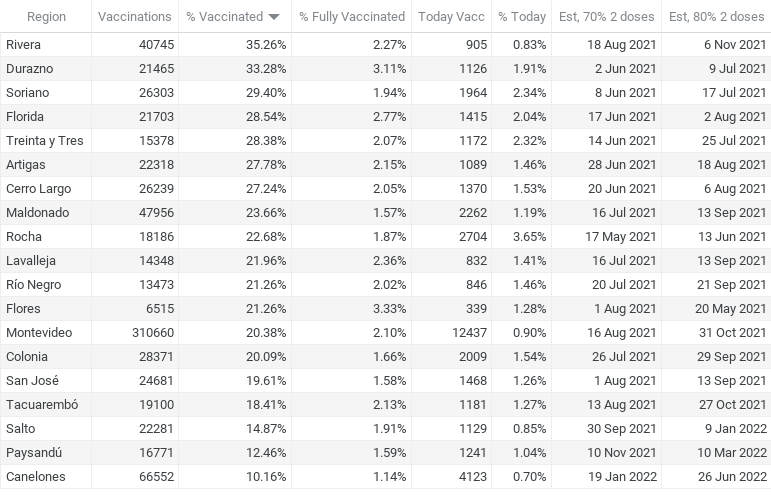 Region Vaccinations % Vaccinated % Fully Vaccinated Today Vacc % Today Est, 70% 2 doses Est, 80% 2 doses
Rivera 40745 35.26% 2.27% 905 0.83% 18 Aug 2021 6 Nov 2021
Durazno 21465 33.28% 3.11% 1126 1.91% 2 Jun 2021 9 Jul 2021
Soriano 26303 29.40% 1.94% 1964 2.34% 8 Jun 2021 17 Jul 2021
Florida 21703 28.54% 2.77% 1415 2.04% 17 Jun 2021 2 Aug 2021
Treinta y Tres 15378 28.38% 2.07% 1172 2.32% 14 Jun 2021 25 Jul 2021
Artigas 22318 27.78% 2.15% 1089 1.46% 28 Jun 2021 18 Aug 2021
Cerro Largo 26239 27.24% 2.05% 1370 1.53% 20 Jun 2021 6 Aug 2021
Maldonado 47956 23.66% 1.57% 2262 1.19% 16 Jul 2021 13 Sep 2021
Rocha 18186 22.68% 1.87% 2704 3.65% 17 May 2021 13 Jun 2021
Lavalleja 14348 21.96% 2.36% 832 1.41% 16 Jul 2021 13 Sep 2021
Río Negro 13473 21.26% 2.02% 846 1.46% 20 Jul 2021 21 Sep 2021
Flores 6515 21.26% 3.33% 339 1.28% 1 Aug 2021 20 May 2021
Montevideo 310660 20.38% 2.10% 12437 0.90% 16 Aug 2021 31 Oct 2021
Colonia 28371 20.09% 1.66% 2009 1.54% 26 Jul 2021 29 Sep 2021
San José 24681 19.61% 1.58% 1468 1.26% 1 Aug 2021 13 Sep 2021
Tacuarembó 19100 18.41% 2.13% 1181 1.27% 13 Aug 2021 27 Oct 2021
Salto 22281 14.87% 1.91% 1129 0.85% 30 Sep 2021 9 Jan 2022
Paysandú 16771 12.46% 1.59% 1241 1.04% 10 Nov 2021 10 Mar 2022
Canelones 66552 10.16% 1.14% 4123 0.70% 19 Jan 2022 26 Jun 2022